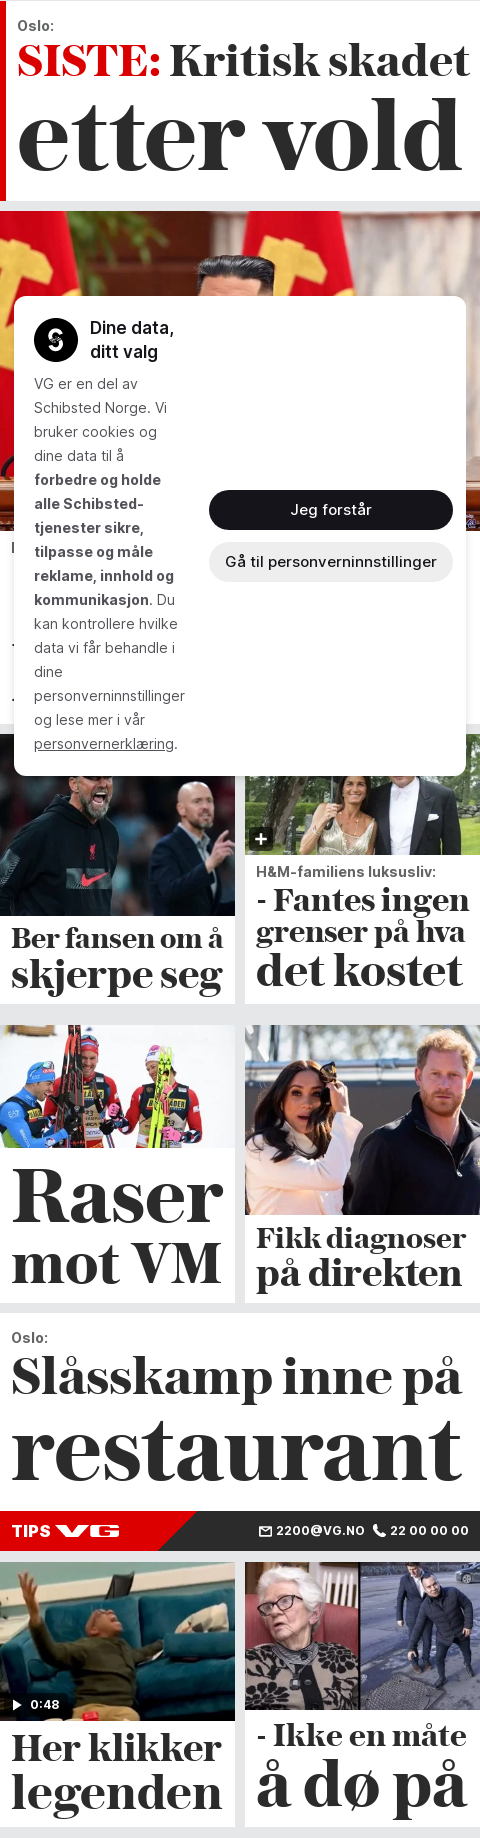 Oslo:
SISTE: Kritisk skadet
etter vold
Dine data,
ditt valg
VG er en del av
Schibsted Norge. Vi
bruker cookies og
dine data til å
forbedre og holde
alle Schibsted-
tjenester sikre,
tilpasse og måle
reklame, innhold og
kommunikasjon. Du
kan kontrollere hvilke
data vi får behandle i
dine
personverninnstillinger
og lese mer i vår
personvernerklæring.
Jeg forstår
Gå til personverninnstillinger
Ber fansen om å
skjerpe seg
H&M-familiens luksusliv:
- Fantes ingen
grenser på hva
det kostet
Raser
mot VM
Fikk diagnoser
på direkten
Oslo:
Slåsskamp inne på
restaurant
TIPS VG
2200@VG.NO
22 00 00 00
0:48
Her klikker
legenden
- Ikke en måte
å dø på